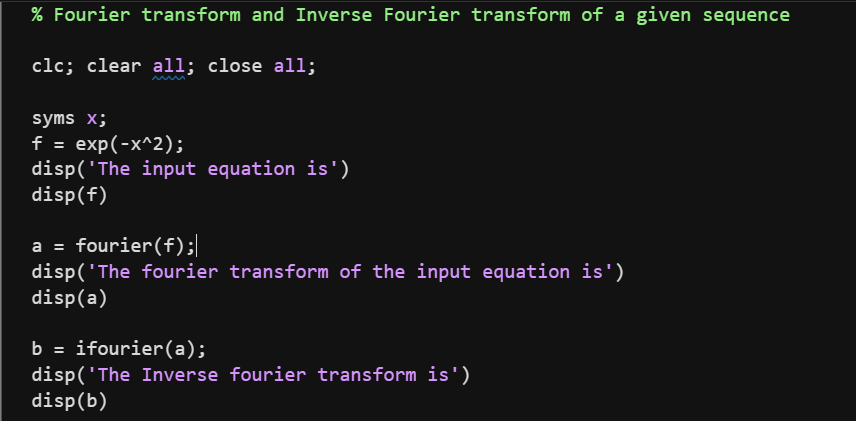 % Fourier transform and Inverse Fourier transform of a given sequence
clc; clear all; close all;
syms x;
f = exp(-x^2);
disp('The input equation is')
disp(f)
a = fourier(f);
disp('The fourier transform of the input equation is')
disp(a)
b = ifourier(a);
disp('The Inverse fourier transform is')
disp(b)